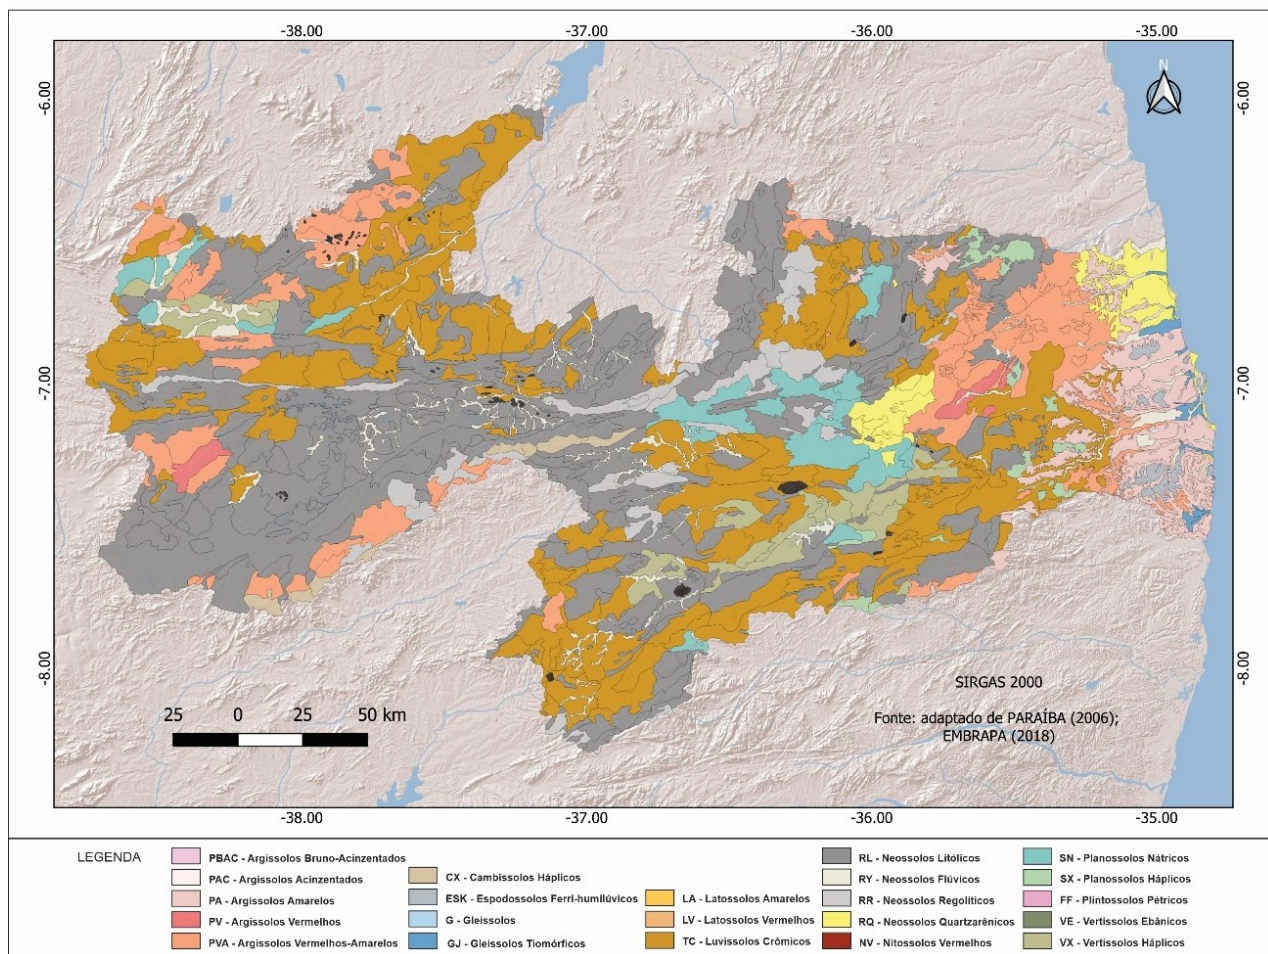 -38.00 -37.00 -36.00 -35.00
N
-6.00 -6.00
-7.00 -7.00
-8.00 -8.00
SIRGAS 2000
25 0 25 50 km
Fonte: adaptado de PARAÍBA (2006);
EMBRAPA (2018)
-38.00 -37.00 -36.00 -35.00
LEGENDA
PBAC - Argissolos Bruno-Acinzentados
PAC - Argissolos Acinzentados
PA - Argissolos Amarelos
PV - Argissolos Vermelhos
PVA - Argissolos Vermelhos-Amarelos
CX - Cambissolos Háplicos
ESK - Espodossolos Ferri-humilúvicos
G - Gleissolos
GJ - Gleissolos Tiomórficos
LA - Latossolos Amarelos
LV - Latossolos Vermelhos
TC - Luvissolos Crômicos
RL - Neossolos Litólicos
RY - Neossolos Flúvicos
RR - Neossolos Regolíticos
RQ - Neossolos Quartzarênicos
NV - Nitossolos Vermelhos
SN - Planossolos Nátricos
SX - Planossolos Háplicos
FF - Plintossolos Pétricos
VE - Vertissolos Ebânicos
VX - Vertissolos Háplicos